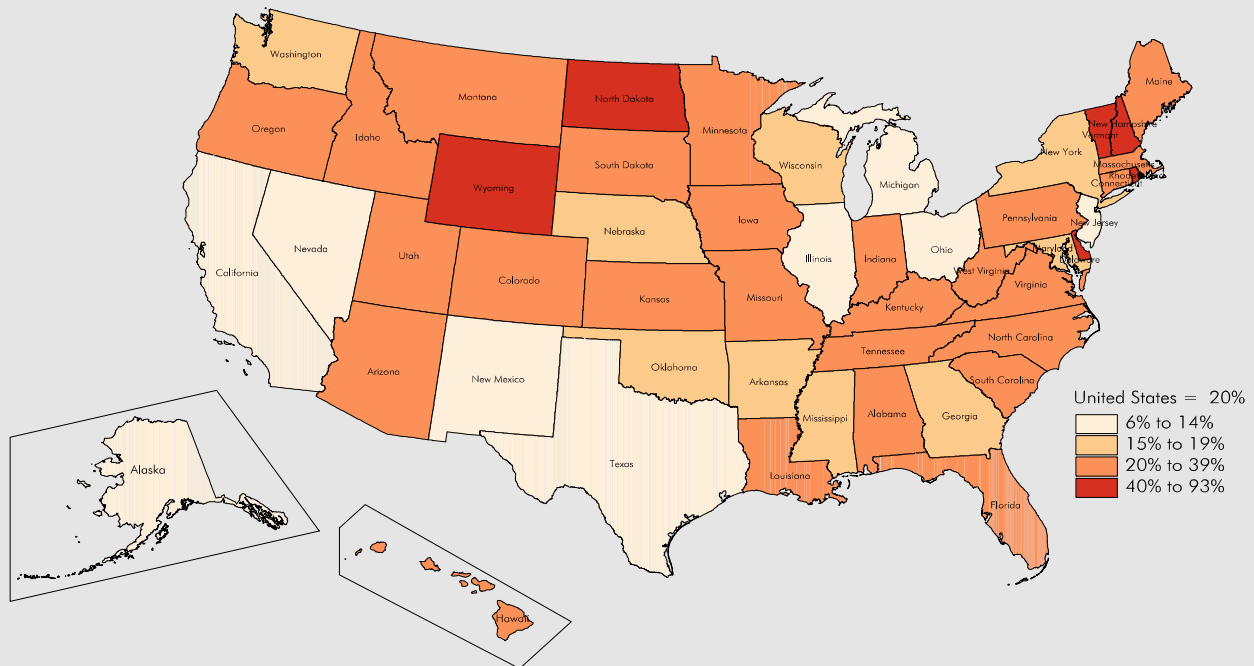 Washington
Montana
North Dakota
Minnesota
Maine
Oregon
Idaho
South Dakota
Wisconsin
Michigan
New York
Vermont
New Hampshire
Massachusetts
Rhode Island
Connecticut
Wyoming
Iowa
Pennsylvania
New Jersey
Nebraska
Nevada
Utah
Colorado
California
Illinois
Indiana
Ohio
Maryland
Delaware
West Virginia
Virginia
Kansas
Missouri
Kentucky
North Carolina
Tennessee
Arizona
New Mexico
Oklahoma
Arkansas
South Carolina
Mississippi
Alabama
Georgia
Texas
Louisiana
Florida
Alaska
Hawaii
United States = 20%
6% to 14%
15% to 19%
20% to 39%
40% to 93%